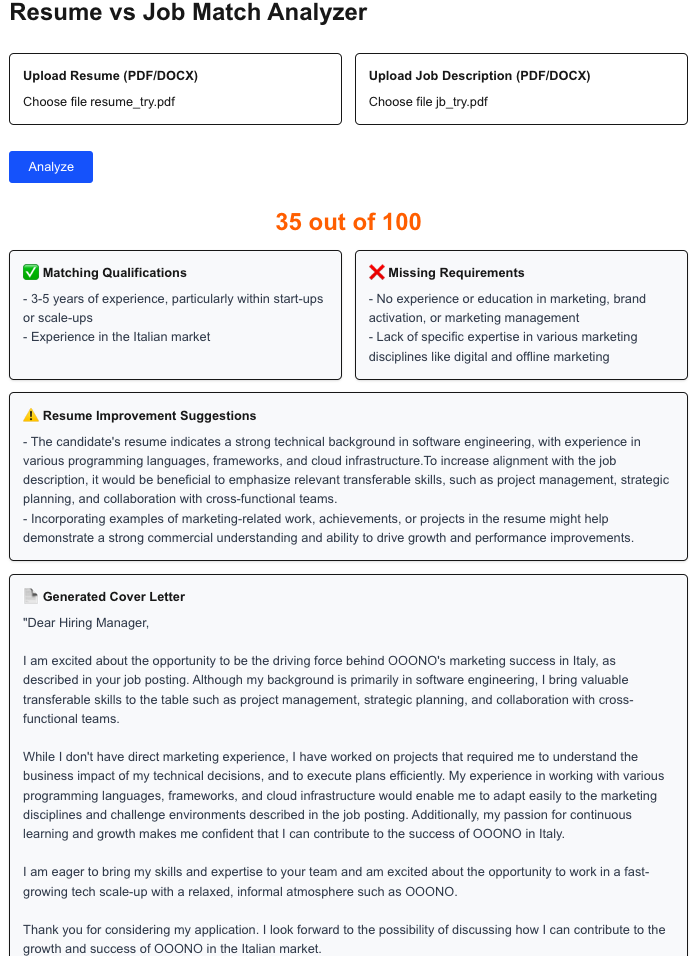 Resume vs Job Match Analyzer
Upload Resume (PDF/DOCX)
Choose file resume_try.pdf
Upload Job Description (PDF/DOCX)
Choose file jb_try.pdf
Analyze
35 out of 100
✅ Matching Qualifications
- 3-5 years of experience, particularly within start-ups
or scale-ups
- Experience in the Italian market
❌ Missing Requirements
- No experience or education in marketing, brand
activation, or marketing management
- Lack of specific expertise in various marketing
disciplines like digital and offline marketing
⚠️ Resume Improvement Suggestions
- The candidate's resume indicates a strong technical background in software engineering, with experience in
various programming languages, frameworks, and cloud infrastructure.To increase alignment with the job
description, it would be beneficial to emphasize relevant transferable skills, such as project management, strategic
planning, and collaboration with cross-functional teams.
- Incorporating examples of marketing-related work, achievements, or projects in the resume might help
demonstrate a strong commercial understanding and ability to drive growth and performance improvements.
Generated Cover Letter
"Dear Hiring Manager,
I am excited about the opportunity to be the driving force behind OOONO's marketing success in Italy, as
described in your job posting. Although my background is primarily in software engineering, I bring valuable
transferable skills to the table such as project management, strategic planning, and collaboration with cross-
functional teams.
While I don't have direct marketing experience, I have worked on projects that required me to understand the
business impact of my technical decisions, and to execute plans efficiently. My experience in working with various
programming languages, frameworks, and cloud infrastructure would enable me to adapt easily to the marketing
disciplines and challenge environments described in the job posting. Additionally, my passion for continuous
learning and growth makes me confident that I can contribute to the success of OOONO in Italy.
I am eager to bring my skills and expertise to your team and am excited about the opportunity to work in a fast-
growing tech scale-up with a relaxed, informal atmosphere such as OOONO.
Thank you for considering my application. I look forward to the possibility of discussing how I can contribute to the
growth and success of OOONO in the Italian market.